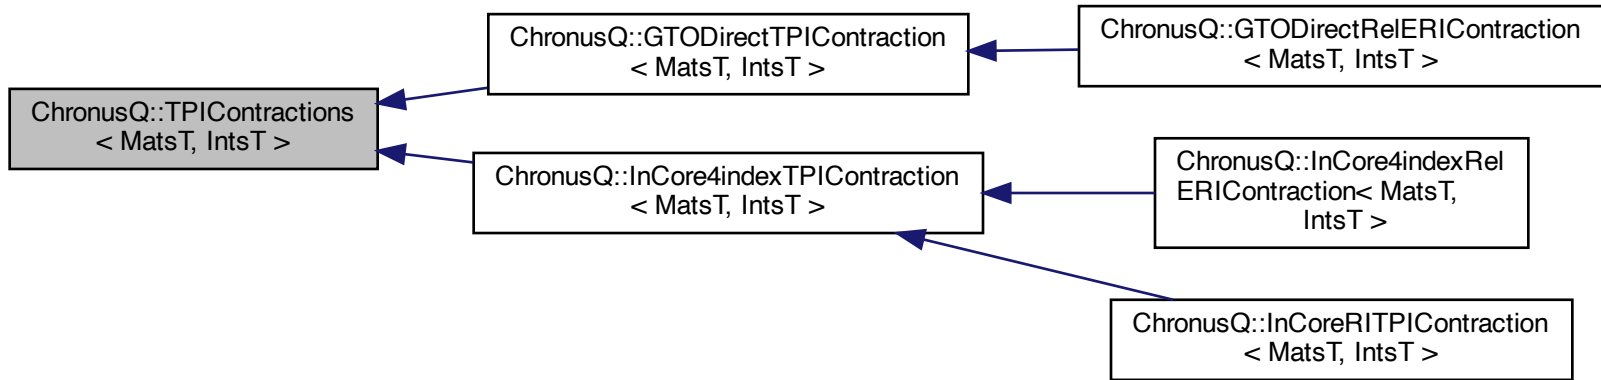 ChronusQ::TPIContractions
< MatsT, IntsT >
ChronusQ::GTODirectTPIContraction
< MatsT, IntsT >
ChronusQ::GTODirectRelERIContraction
< MatsT, IntsT >
ChronusQ::InCore4indexTPIContraction
< MatsT, IntsT >
ChronusQ::InCore4indexRel
ERIContraction< MatsT,
IntsT >
ChronusQ::InCoreRITPIContraction
< MatsT, IntsT >